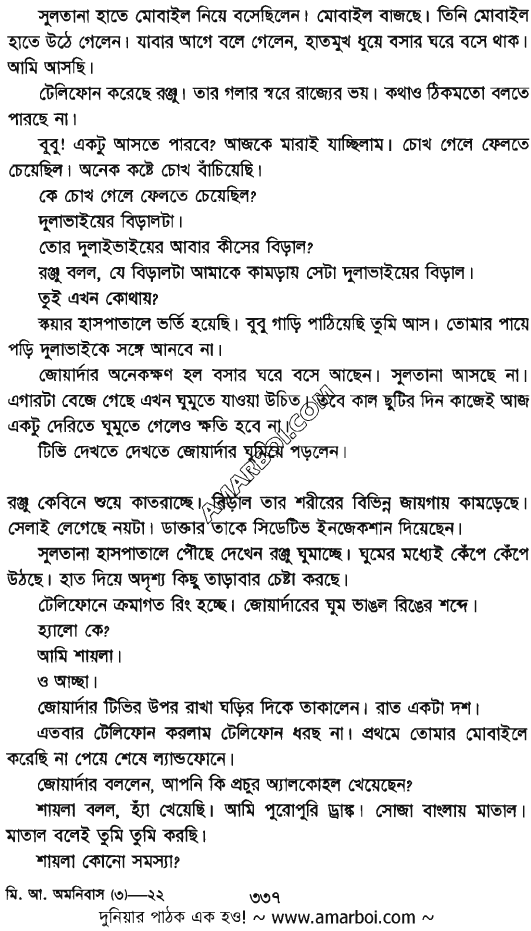 সুলতানা হাতে মোবাইল নিয়ে বসেছিলেন। মোবাইল বাজছে। তিনি মোবাইল
হাতে উঠে গেলেন। যাবার আগে বলে গেলেন, হাতমুখ ধুয়ে বসার ঘরে বসে থাক।
আমি আসছি।
টেলিফোন করেছে রঞ্জু। তার গলার স্বরে রাজ্যের ভয়। কথাও ঠিকমতো বলতে
পারছে না।
বুবু! একটু আসতে পারবে? আজকে মারাই যাচ্ছিলাম। চোখ গেলে ফেলতে
চেয়েছিল। অনেক কষ্টে চোখ বাঁচিয়েছি।
কে চোখ গেলে ফেলতে চেয়েছিল?
দুলাভাইয়ের বিড়ালটা।
তোর দুলাইভাইয়ের আবার কীসের বিড়াল?
রঞ্জু বলল, যে বিড়ালটা আমাকে কামড়ায় সেটা দুলাভাইয়ের বিড়াল।
তুই এখন কোথায়?
স্কয়ার হাসপাতালে ভর্তি হয়েছি। বুবু গাড়ি পাঠিয়েছি তুমি আস। তোমার পায়ে
পড়ি দুলাভাইকে সঙ্গে আনবে না।
জোয়ার্দার অনেকক্ষণ হল বসার ঘরে বসে আছেন। সুলতানা আসছে না।
এগারটা বেজে গেছে এখন ঘুমুতে যাওয়া উচিত। তবে কাল ছুটির দিন কাজেই আজ
একটু দেরিতে ঘুমুতে গেলেও ক্ষতি হবে না।
টিভি দেখতে দেখতে জোয়ার্দার ঘুমিয়ে পড়লেন।
রঞ্জু কেবিনে শুয়ে কাতরাচ্ছে। বিড়াল তার শরীরের বিভিন্ন জায়গায় কামড়েছে।
সেলাই লেগেছে নয়টা। ডাক্তার তাকে সিডেটিভ ইনজেকশান দিয়েছেন।
সুলতানা হাসপাতালে পৌঁছে দেখেন রঞ্জু ঘুমাচ্ছে। ঘুমের মধ্যেই কেঁপে কেঁপে
উঠছে। হাত দিয়ে অদৃশ্য কিছু তাড়াবার চেষ্টা করছে।
টেলিফোনে ক্রমাগত রিং হচ্ছে। জোয়ার্দারের ঘুম ভাঙল রিঙের শব্দে।
হ্যালো কে?
আমি শায়লা।
ও আচ্ছা।
জোয়ার্দার টিভির উপর রাখা ঘড়ির দিকে তাকালেন। রাত একটা দশ।
এতবার টেলিফোন করলাম টেলিফোন ধরছ না। প্রথমে তোমার মোবাইলে
করেছি না পেয়ে শেষে ল্যান্ডফোনে।
জোয়ার্দার বললেন, আপনি কি প্রচুর অ্যালকোহল খেয়েছেন?
শায়লা বলল, হ্যাঁ খেয়েছি। আমি পুরোপুরি ড্রাঙ্ক। সোজা বাংলায় মাতাল।
মাতাল বলেই তুমি তুমি করছি।
শায়লা কোনো সমস্যা?
মি. আ. অমনিবাস (৩)—২২
৩৩৭
দুনিয়ার পাঠক এক হও! ~ www.amarboi.com ~
AMARBOI.COM